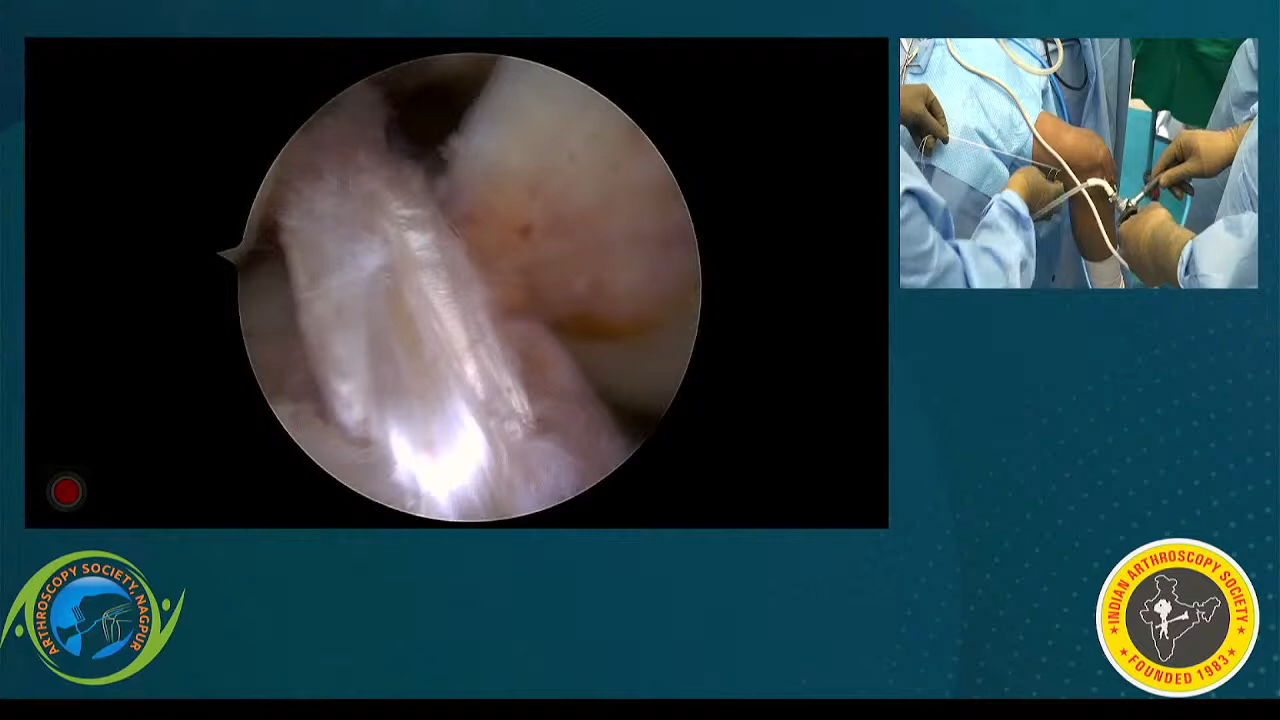 ARTHROSCOPY SOCIETY, NAGPUR
INDIAN ARTHROSCOPY SOCIETY
★ FOUNDED 1983 ★